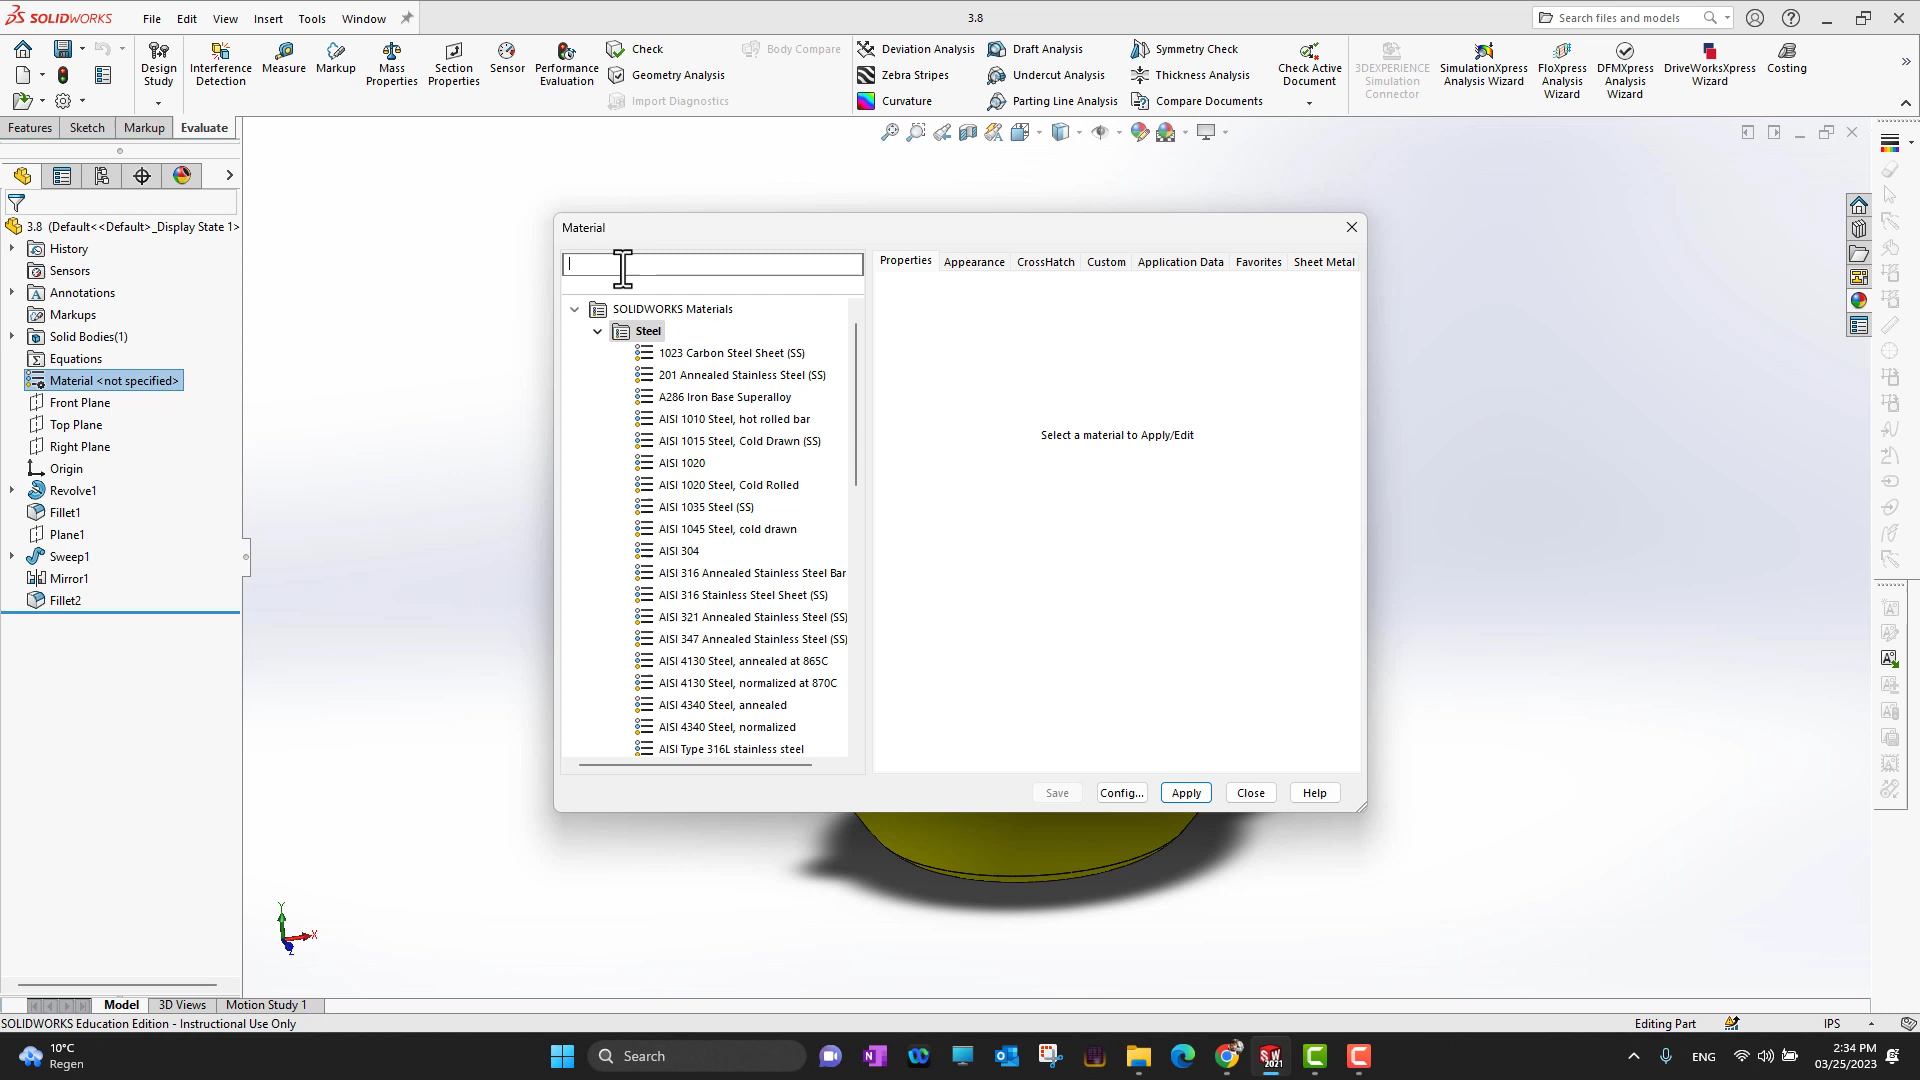 SOLIDWORKS
File
Edit
View
Insert
Tools
Window
3.8
Search files and models
Design Study
Interference Detection
Measure
Markup
Mass Properties
Section Properties
Sensor
Performance Evaluation
Check
Geometry Analysis
Import Diagnostics
Body Compare
Deviation Analysis
Zebra Stripes
Curvature
Draft Analysis
Undercut Analysis
Parting Line Analysis
Symmetry Check
Thickness Analysis
Compare Documents
Check Active Document
3DEXPERIENCE Simulation Connector
SimulationXpress Analysis Wizard
FloXpress Analysis Wizard
DFMXpress Analysis Wizard
DriveWorksXpress Wizard
Costing
Features
Sketch
Markup
Evaluate
3.8 (Default<<Default>_Display State 1>
History
Sensors
Annotations
Markups
Solid Bodies(1)
Equations
Material <not specified>
Front Plane
Top Plane
Right Plane
Origin
Revolve1
Fillet1
Plane1
Sweep1
Mirror1
Fillet2
Material
SOLIDWORKS Materials
Steel
1023 Carbon Steel Sheet (SS)
201 Annealed Stainless Steel (SS)
A286 Iron Base Superalloy
AISI 1010 Steel, hot rolled bar
AISI 1015 Steel, Cold Drawn (SS)
AISI 1020
AISI 1020 Steel, Cold Rolled
AISI 1035 Steel (SS)
AISI 1045 Steel, cold drawn
AISI 304
AISI 316 Annealed Stainless Steel Bar
AISI 316 Stainless Steel Sheet (SS)
AISI 321 Annealed Stainless Steel (SS)
AISI 347 Annealed Stainless Steel (SS)
AISI 4130 Steel, annealed at 865C
AISI 4130 Steel, normalized at 870C
AISI 4340 Steel, annealed
AISI 4340 Steel, normalized
AISI Type 316L stainless steel
Properties
Appearance
CrossHatch
Custom
Application Data
Favorites
Sheet Metal
Select a material to Apply/Edit
Save
Config...
Apply
Close
Help
Y
X
Z
Model
3D Views
Motion Study 1
SOLIDWORKS Education Edition - Instructional Use Only
Editing Part
IPS
10°C
Regen
Search
SW
2021
ENG
2:34 PM
03/25/2023